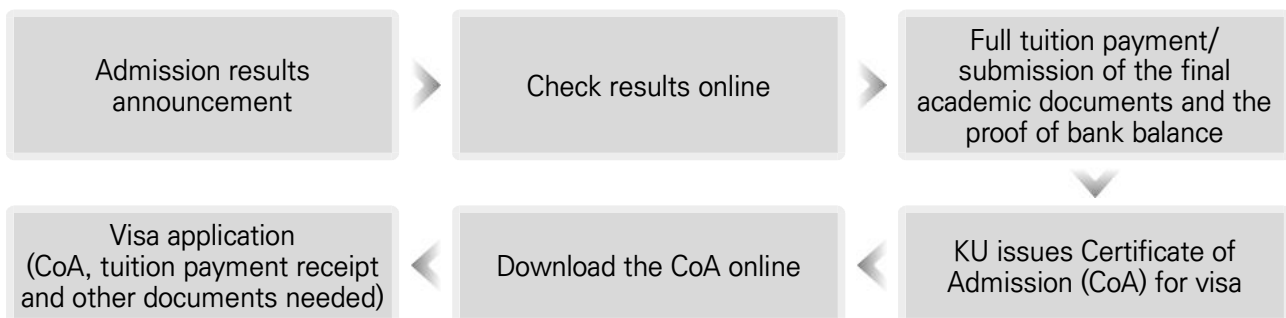 Admission results
announcement
Check results online
Full tuition payment/
submission of the final
academic documents and the
proof of bank balance
KU issues Certificate of
Admission (CoA) for visa
Download the CoA online
Visa application
(CoA, tuition payment receipt
and other documents needed)